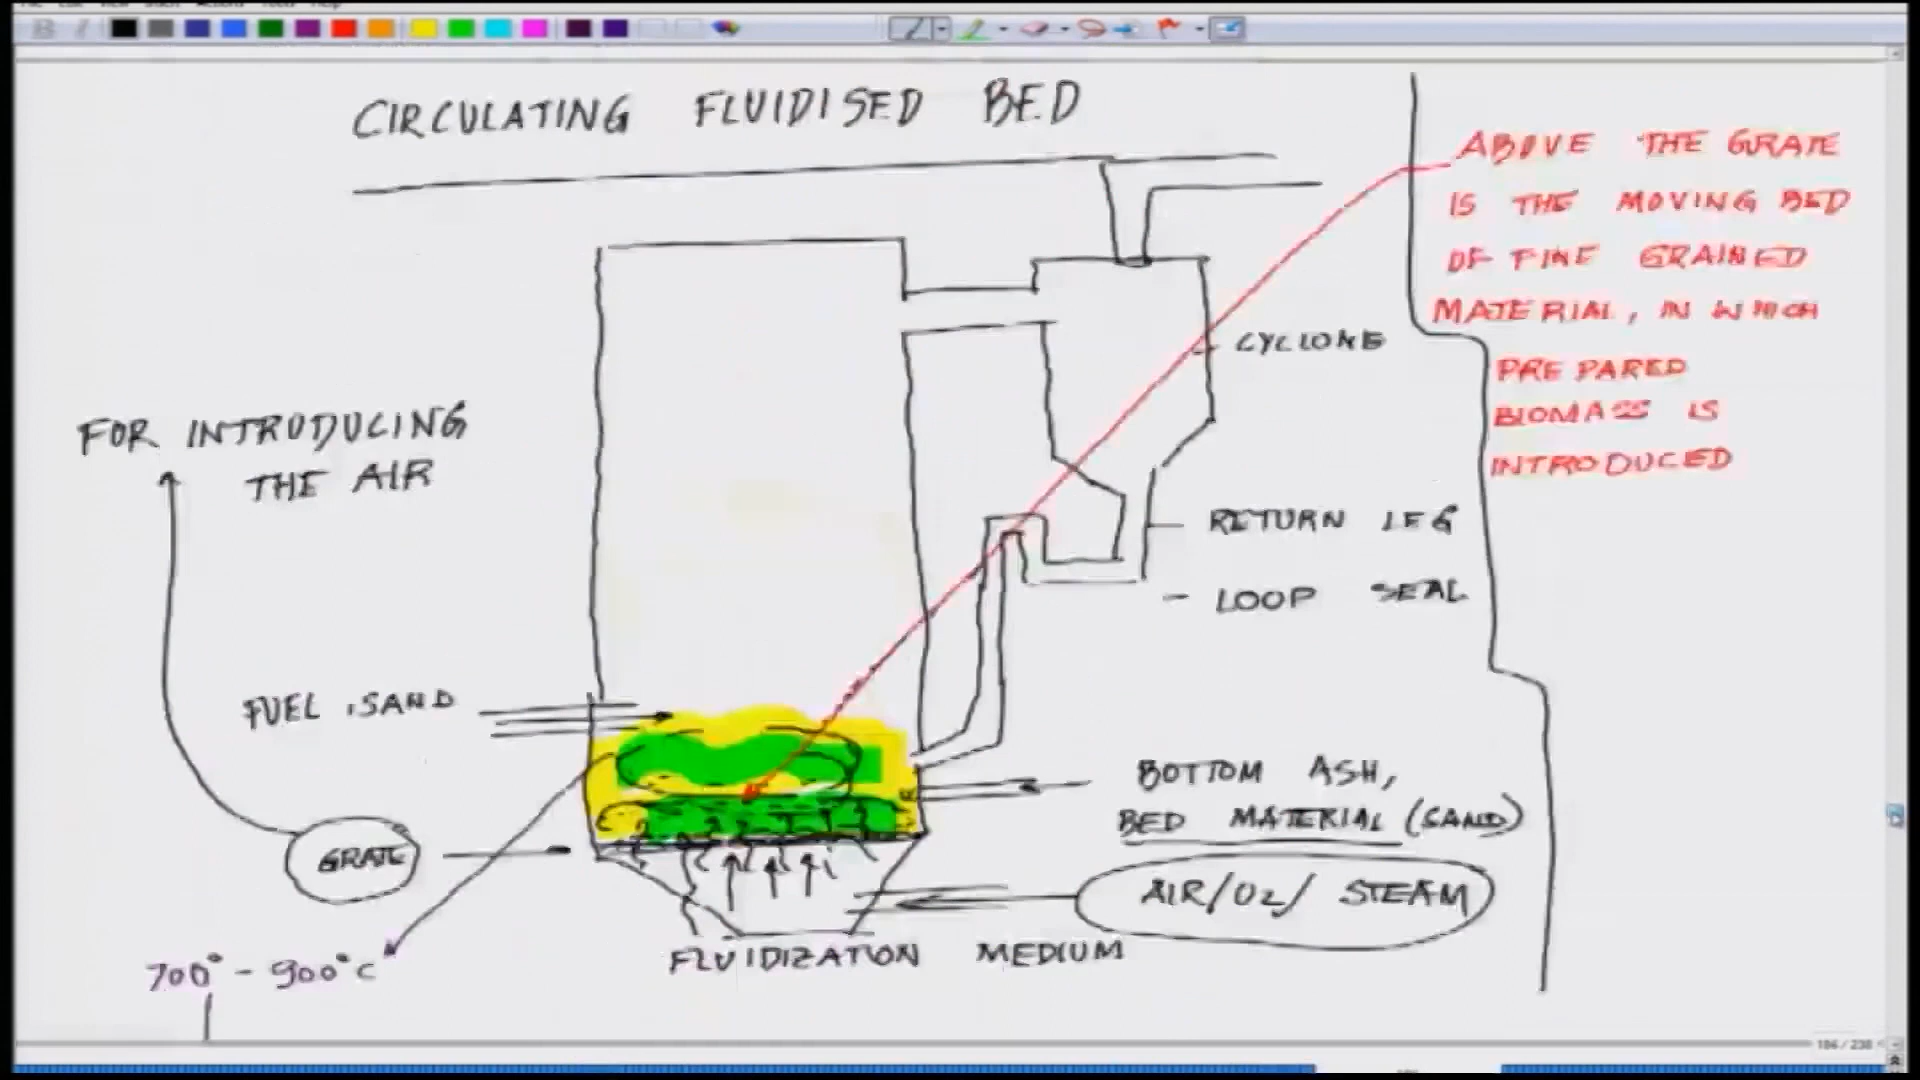 CIRCULATING FLUIDISED BED
ABOVE THE GRATE
IS THE MOVING BED
OF FINE GRAINED
MATERIAL, IN WHICH
PREPARED
BIOMASS IS
INTRODUCED
CYCLONE
FOR INTRODUCING
THE AIR
RETURN LEG
LOOP SEAL
FUEL, SAND
BOTTOM ASH,
BED MATERIAL (SAND)
GRATE
AIR/O2/ STEAM
FLUIDIZATION MEDIUM
700° - 900°C
186 / 238